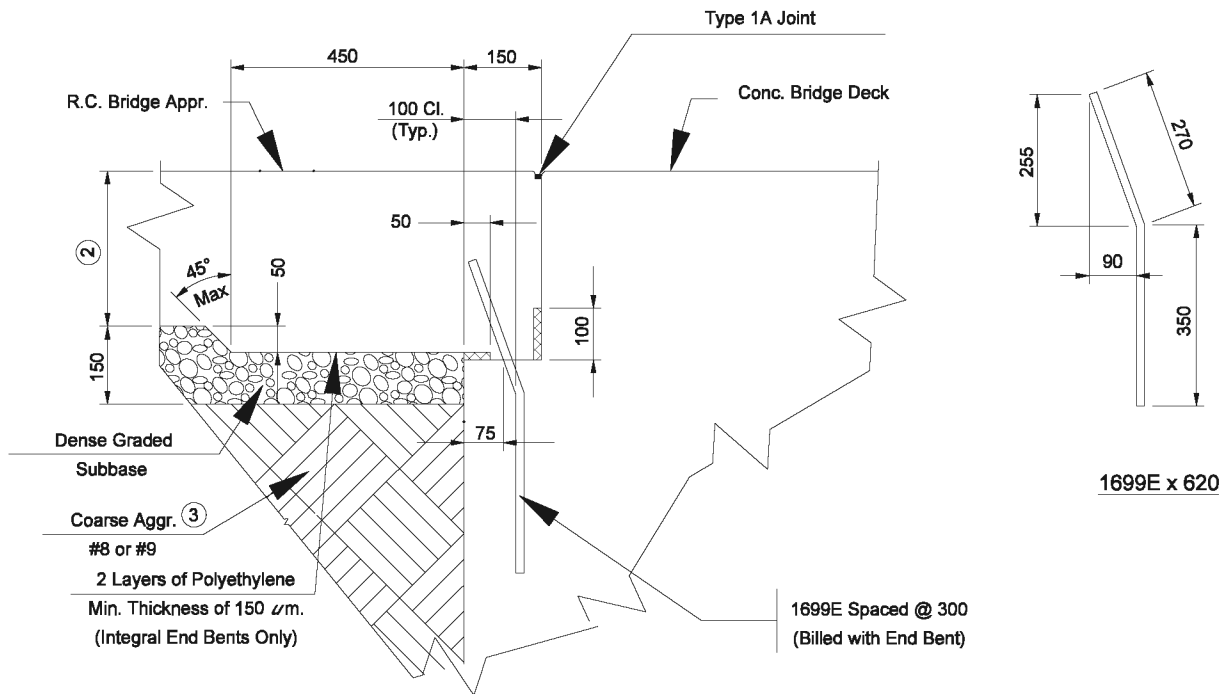 Type 1A Joint
450
150
R.C. Bridge Appr.
100 Cl.
(Typ.)
Conc. Bridge Deck
270
255
50
2
45°
Max
50
90
100
350
150
75
Dense Graded
Subbase
1699E x 620
Coarse Aggr. 3
#8 or #9
2 Layers of Polyethylene
Min. Thickness of 150 um.
(Integral End Bents Only)
1699E Spaced @ 300
(Billed with End Bent)